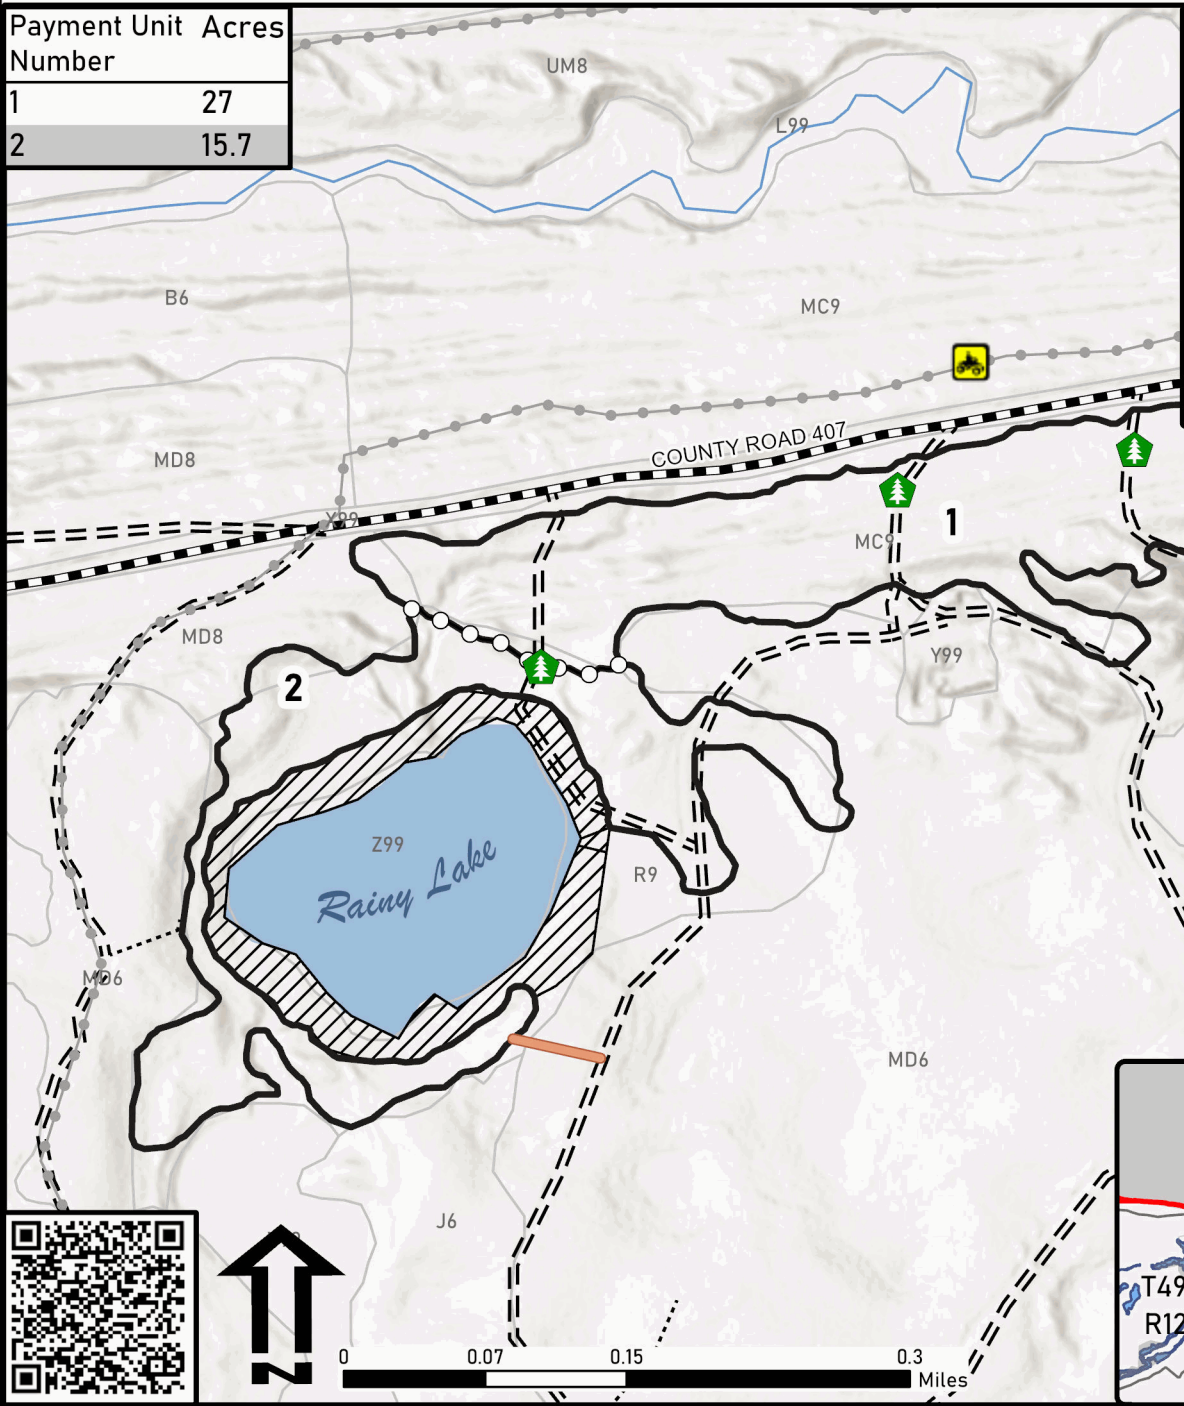 Payment Unit Acres
Number
1 27
2 15.7
UM8
L99
B6
MC9
MD8
COUNTY ROAD 407
X99
1
MC9
MD8
Y99
2
Z99
Rainy Lake
R9
MD6
MD6
J6
T49
R12
N
0 0.07 0.15 0.3
Miles